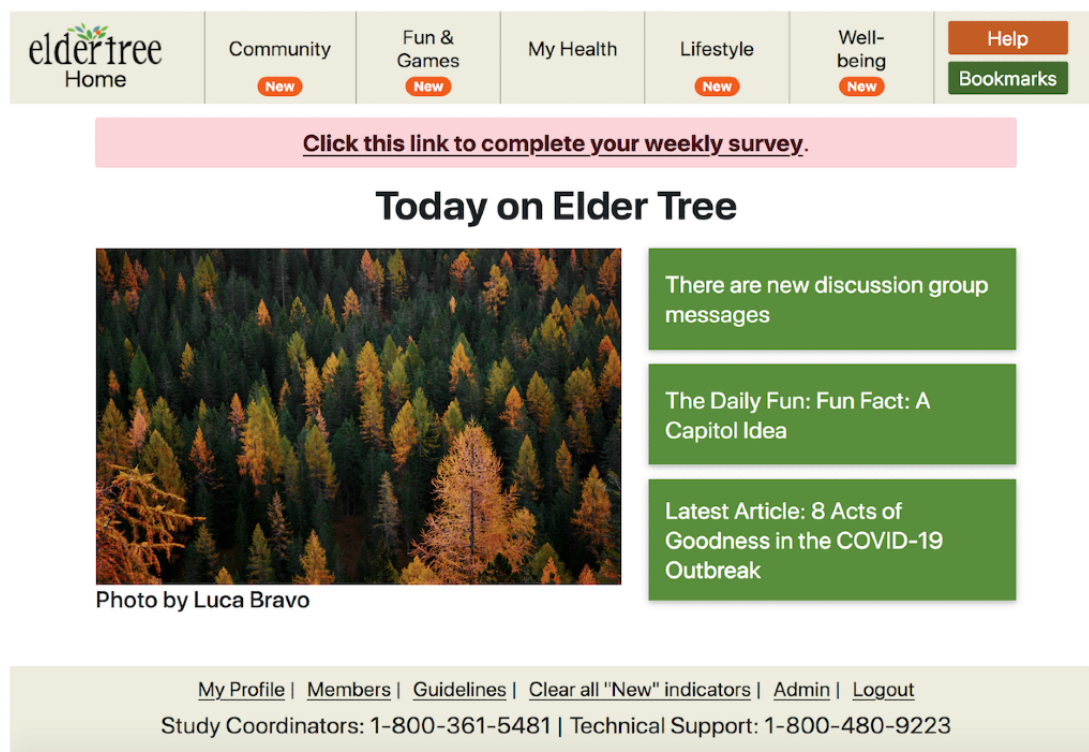 eldertree
Home
Community
New
Fun &
Games
New
My Health
Lifestyle
New
Well-
being
New
Help
Bookmarks
Click this link to complete your weekly survey.
Today on Elder Tree
There are new discussion group
messages
The Daily Fun: Fun Fact: A
Capitol Idea
Latest Article: 8 Acts of
Goodness in the COVID-19
Outbreak
Photo by Luca Bravo
My Profile | Members | Guidelines | Clear all "New" indicators | Admin | Logout
Study Coordinators: 1-800-361-5481 | Technical Support: 1-800-480-9223